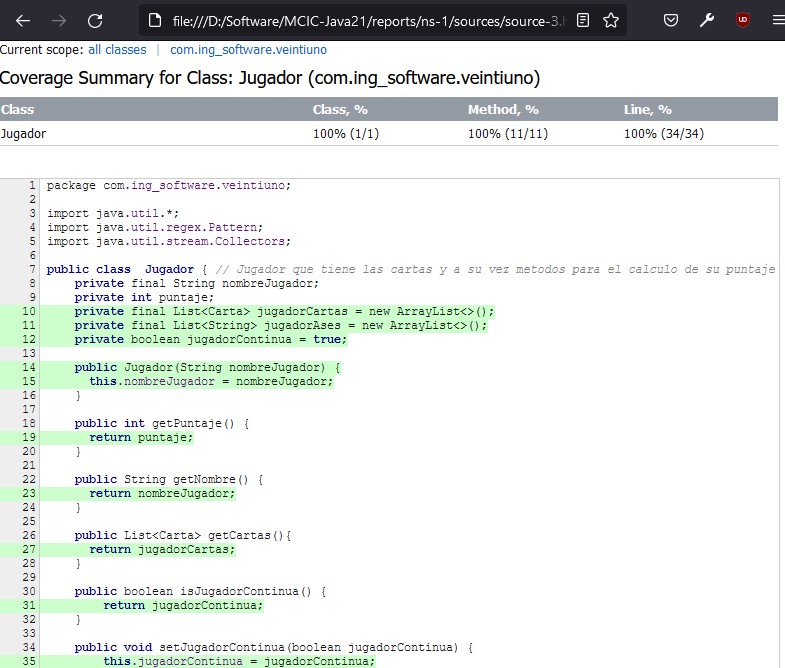 file:///D:/Software/MCIC-Java21/reports/ns-1/sources/source-3.h
Current scope: all classes | com.ing_software.veintiuno
Coverage Summary for Class: Jugador (com.ing_software.veintiuno)
Class Class, % Method, % Line, %
Jugador 100% (1/1) 100% (11/11) 100% (34/34)
1 package com.ing_software.veintiuno;
2
3 import java.util.*;
4 import java.util.regex.Pattern;
5 import java.util.stream.Collectors;
6
7 public class  Jugador { // Jugador que tiene las cartas y a su vez metodos para el calculo de su puntaje
8     private final String nombreJugador;
9     private int puntaje;
10     private final List<Carta> jugadorCartas = new ArrayList<>();
11     private final List<String> jugadorAses = new ArrayList<>();
12     private boolean jugadorContinua = true;
13
14     public Jugador(String nombreJugador) {
15       this.nombreJugador = nombreJugador;
16     }
17
18     public int getPuntaje() {
19       return puntaje;
20     }
21
22     public String getNombre() {
23       return nombreJugador;
24     }
25
26     public List<Carta> getCartas(){
27       return jugadorCartas;
28     }
29
30     public boolean isJugadorContinua() {
31         return jugadorContinua;
32     }
33
34     public void setJugadorContinua(boolean jugadorContinua) {
35         this.jugadorContinua = jugadorContinua;